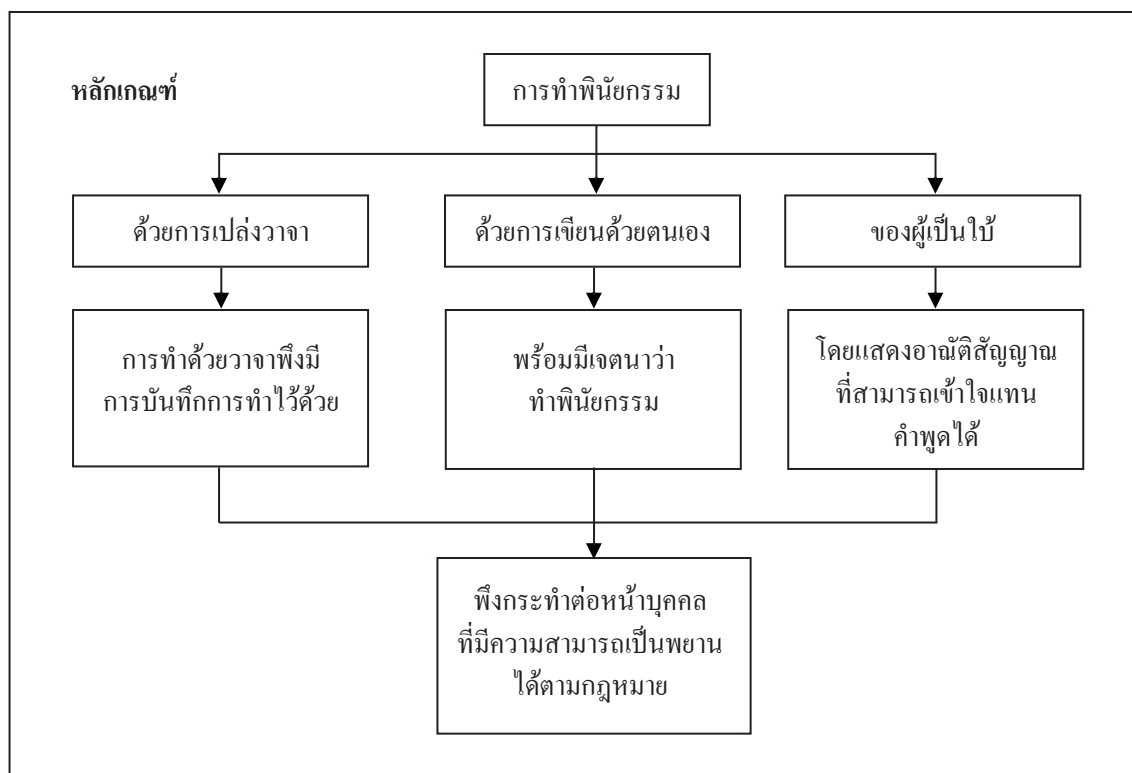 หลักเกณฑ์
การทำพินัยกรรม
ด้วยการเปล่งวาจา
ด้วยการเขียนด้วยตนเอง
ของผู้เป็นใบ้
การทำด้วยวาจาพึงมี
การบันทึกการทำไว้ด้วย
พร้อมมีเจตนาว่า
ทำพินัยกรรม
โดยแสดงอาณัติสัญญาณ
ที่สามารถเข้าใจแทน
คำพูดได้
พึงกระทำต่อหน้าบุคคล
ที่มีความสามารถเป็นพยาน
ได้ตามกฎหมาย